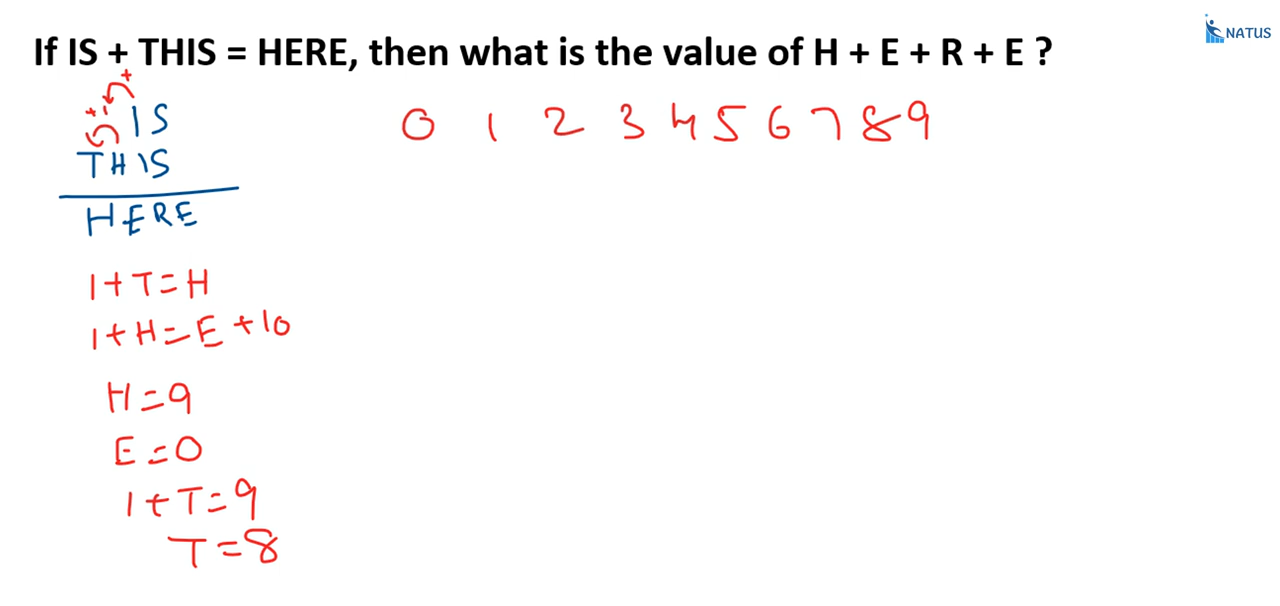 NATUS
If IS + THIS = HERE, then what is the value of H + E + R + E ?
+
+
IS
0 1 2 3 4 5 6 7 8 9
THIS
HERE
1+T=H
1+H=E+10
H=9
E=0
1+T=9
T=8